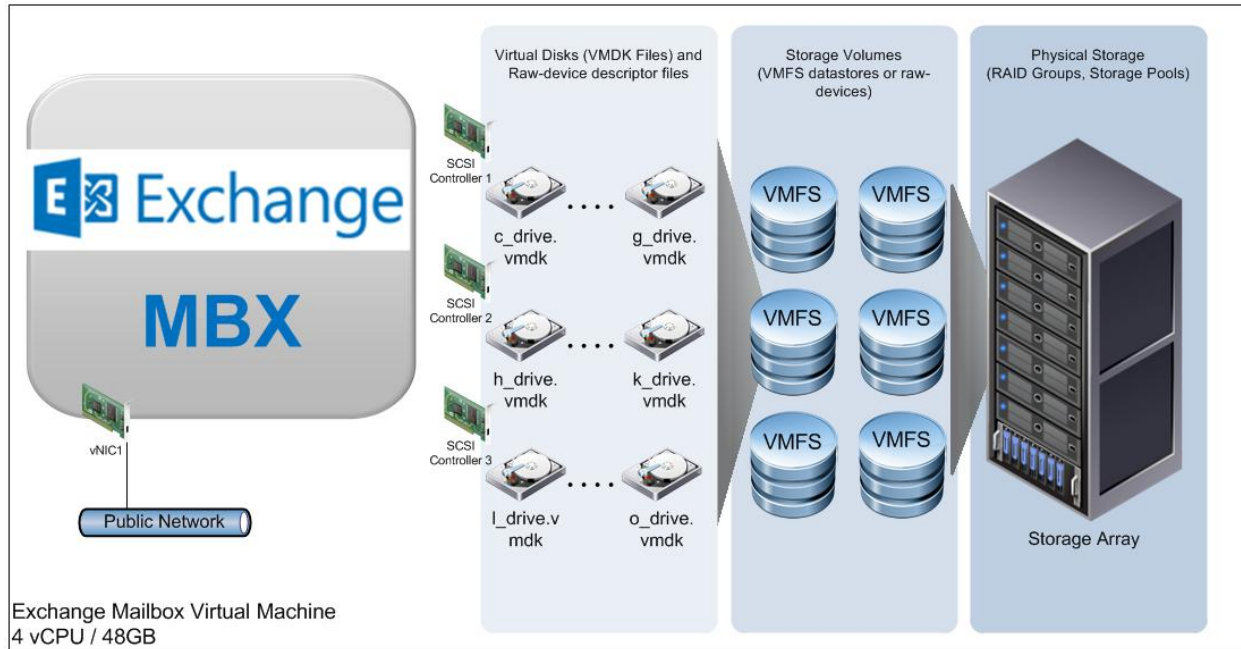 Virtual Disks (VMDK Files) and
Raw-device descriptor files
Storage Volumes
(VMFS datastores or raw-
devices)
Physical Storage
(RAID Groups, Storage Pools)
E Exchange
MBX
SCSI
Controller 1
c_drive.
vmdk
g_drive.
vmdk
SCSI
Controller 2
h_drive.
vmdk
k_drive.
vmdk
SCSI
Controller 3
l_drive.v
mdk
o_drive.
vmdk
VMFS
VMFS
VMFS
VMFS
VMFS
VMFS
Storage Array
vNIC1
Public Network
Exchange Mailbox Virtual Machine
4 vCPU / 48GB